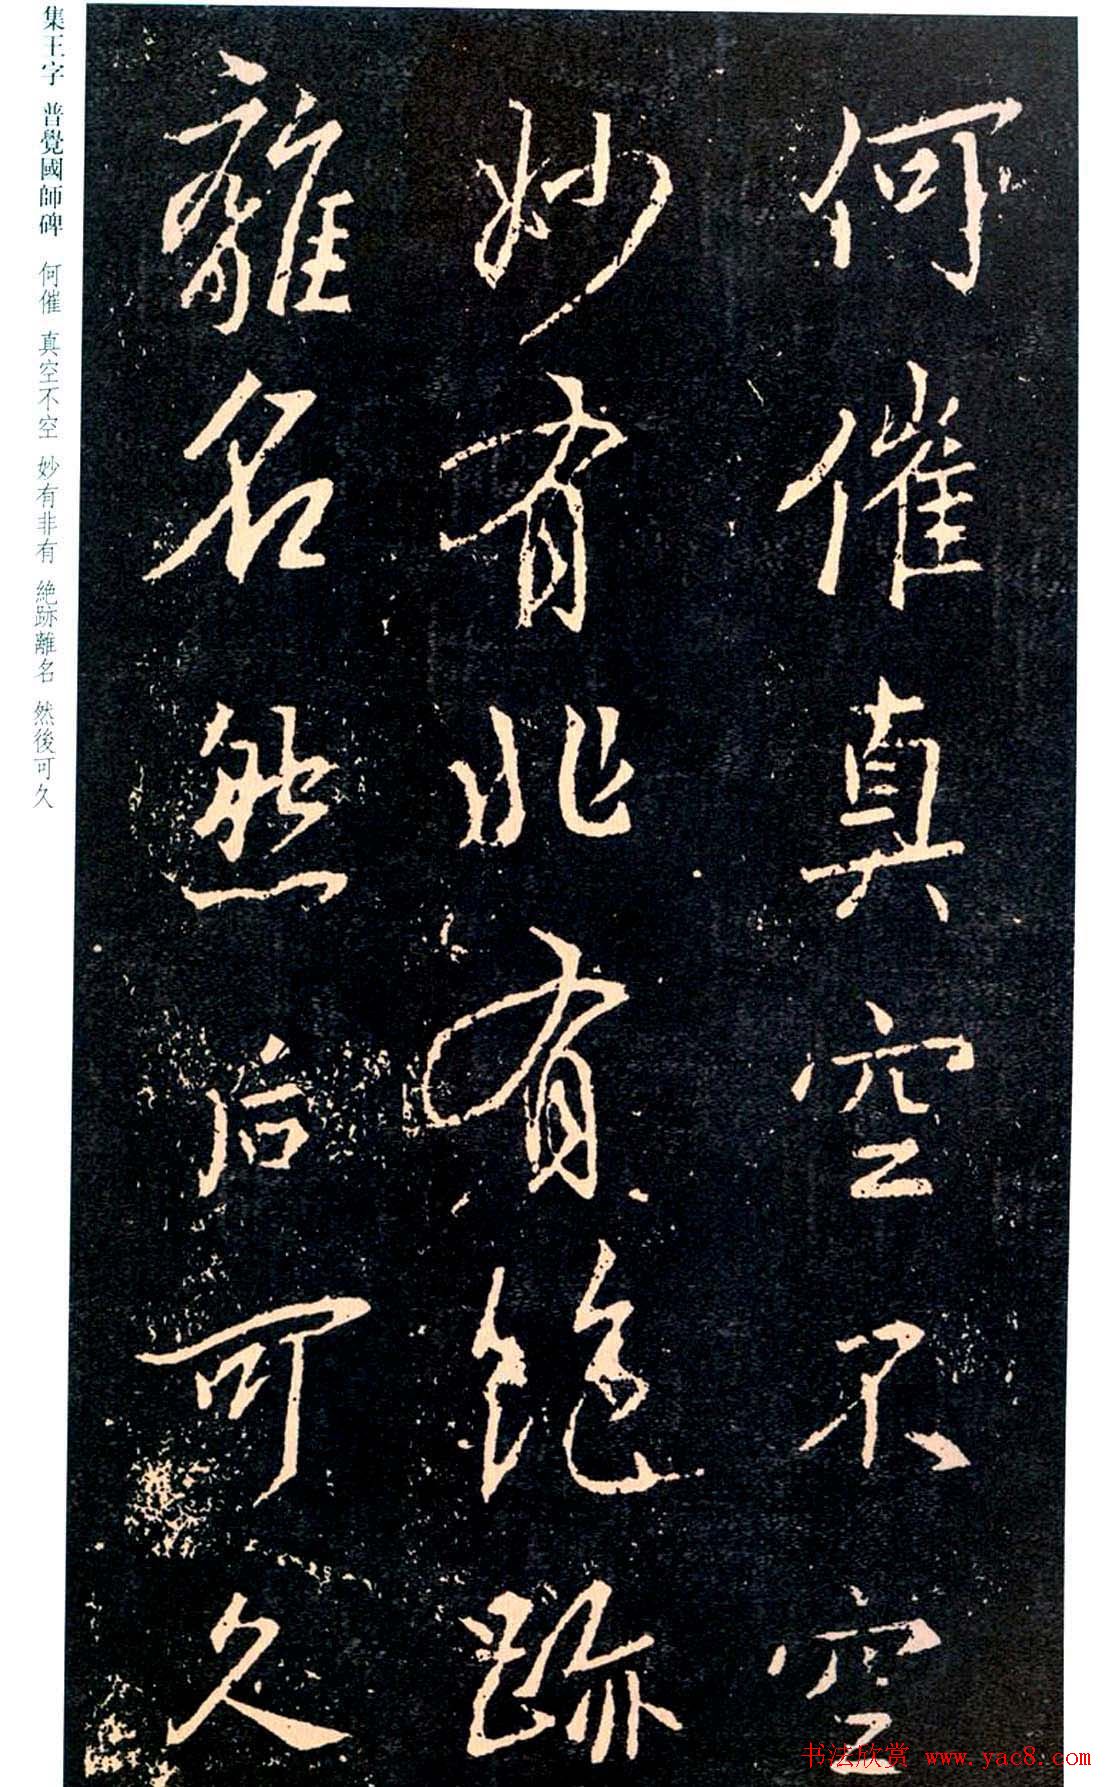 何催真空不空
妙有非有絕跡
離名然后可久
集王字 普覺國師碑 何催 真空不空 妙有非有 絶跡離名 然後可久
书法欣赏 www.yac8.com